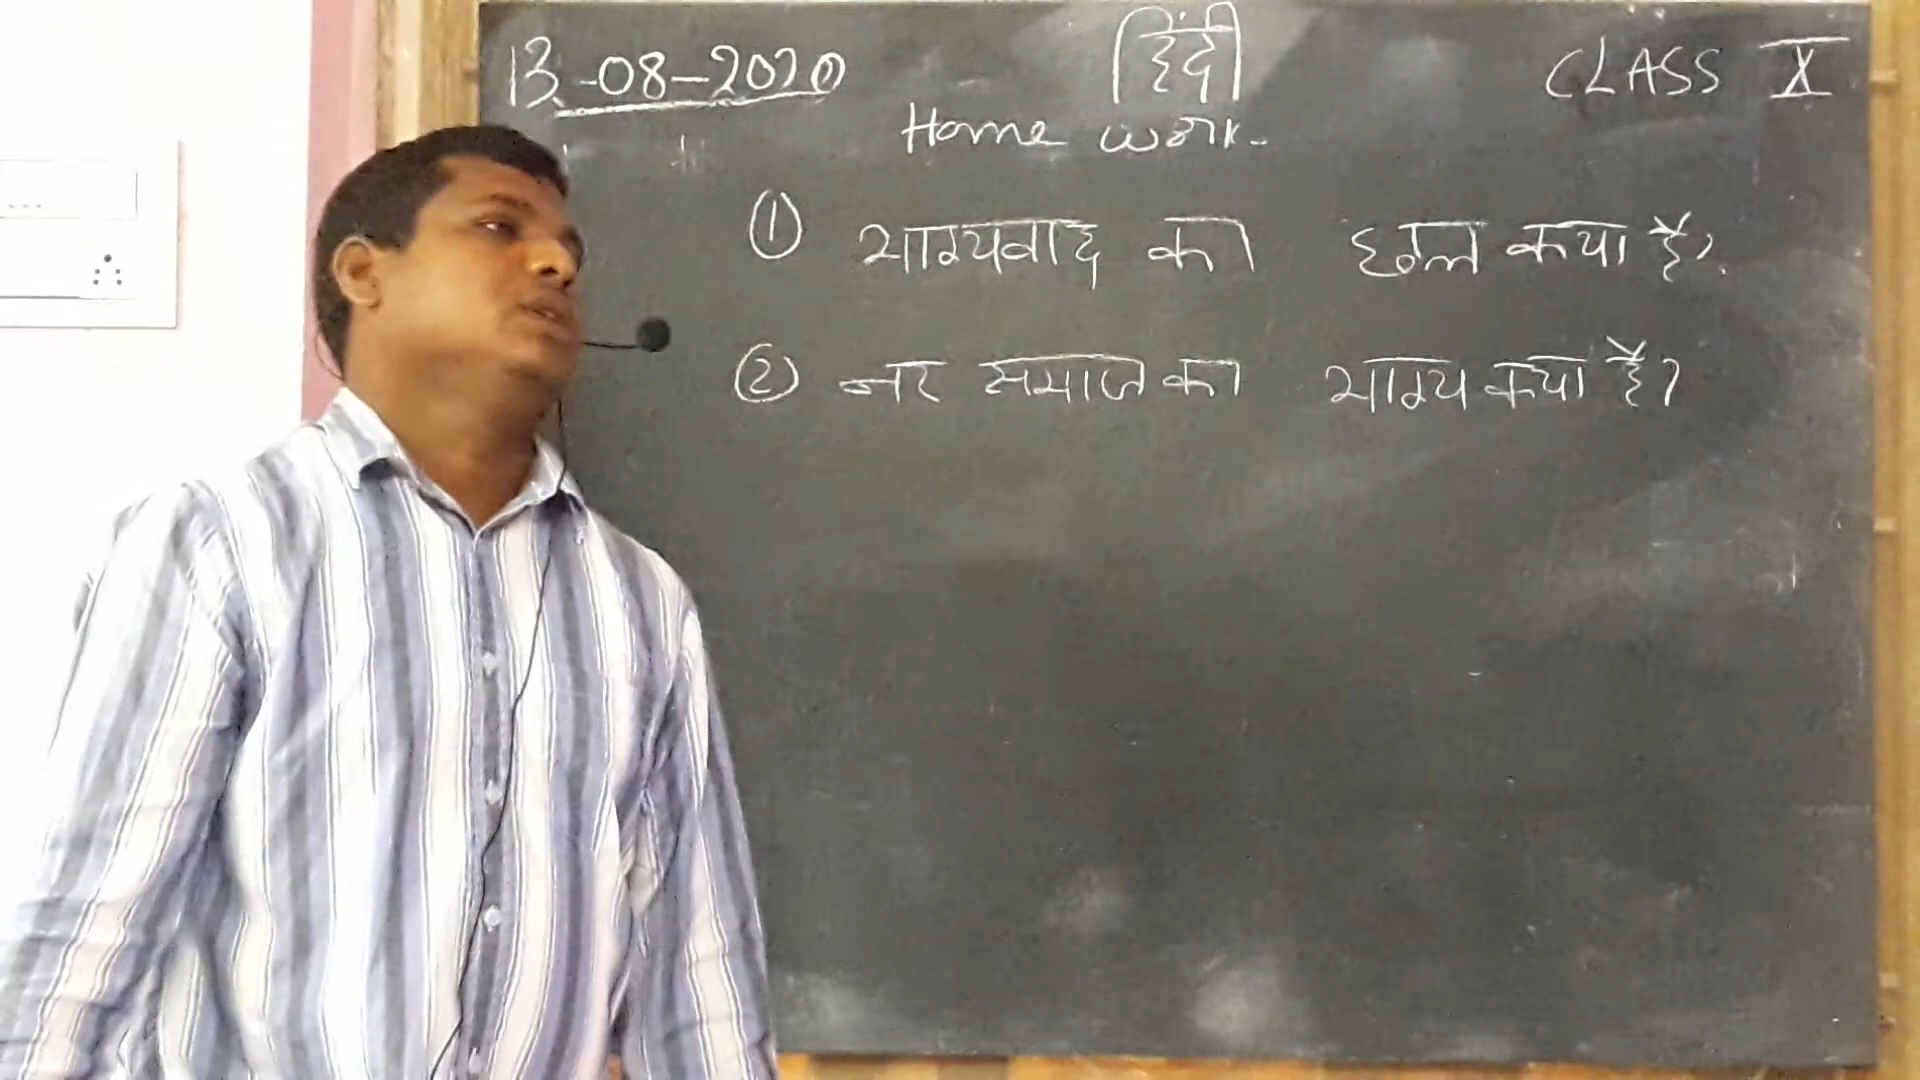 13-08-2020
हिंदी
CLASS X
Home work.
① भाग्यवाद का छल क्या है?
② नर समाज का भाग्य क्या है?